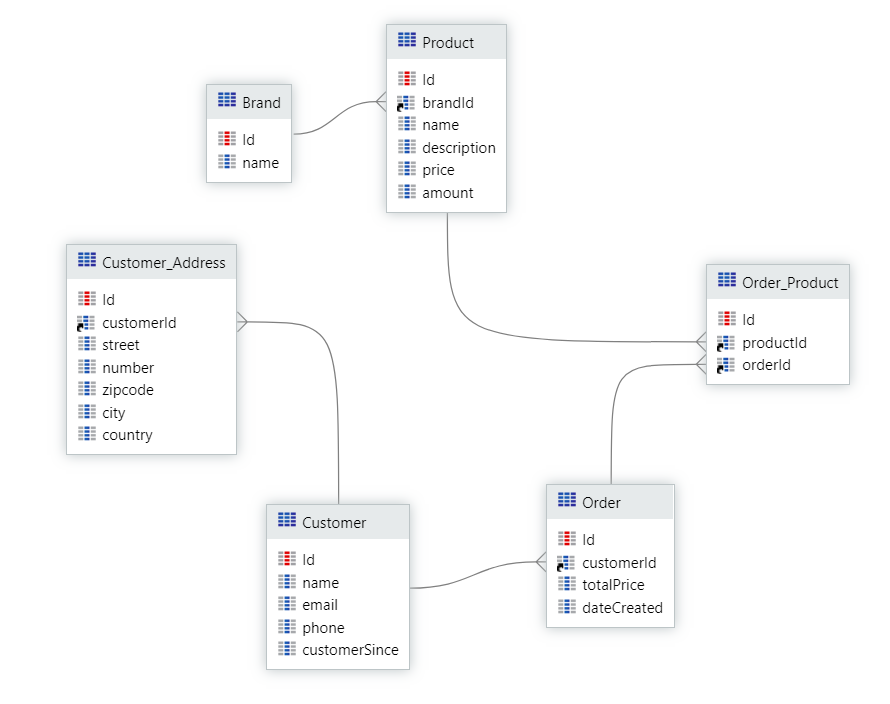 Product
Id
brandId
name
description
price
amount
Brand
Id
name
Customer_Address
Id
customerId
street
number
zipcode
city
country
Order_Product
Id
productId
orderId
Customer
Id
name
email
phone
customerSince
Order
Id
customerId
totalPrice
dateCreated